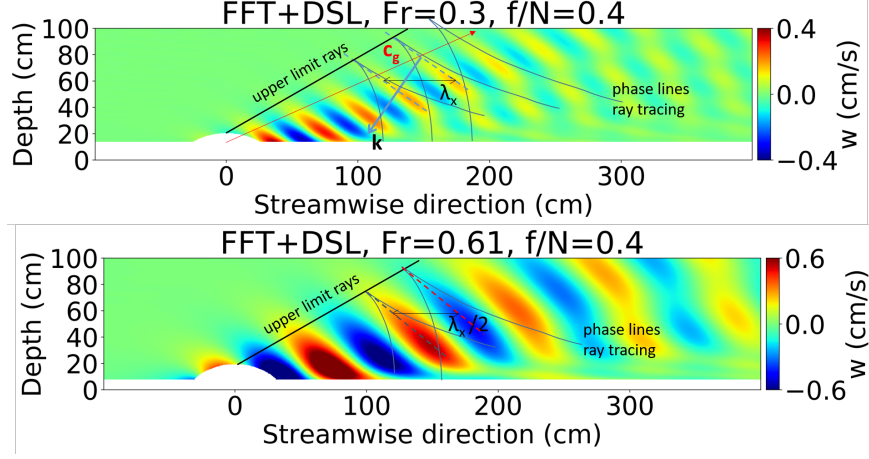 FFT+DSL, Fr=0.3, f/N=0.4
100
80
60
40
20
0
Depth (cm)
upper limit rays
c_g
λ_x
k
phase lines
ray tracing
0.4
0.0
−0.4
w (cm/s)
0
100
200
300
Streamwise direction (cm)
FFT+DSL, Fr=0.61, f/N=0.4
100
80
60
40
20
0
Depth (cm)
upper limit rays
λ_x/2
phase lines
ray tracing
0.6
0.0
−0.6
w (cm/s)
0
100
200
300
Streamwise direction (cm)